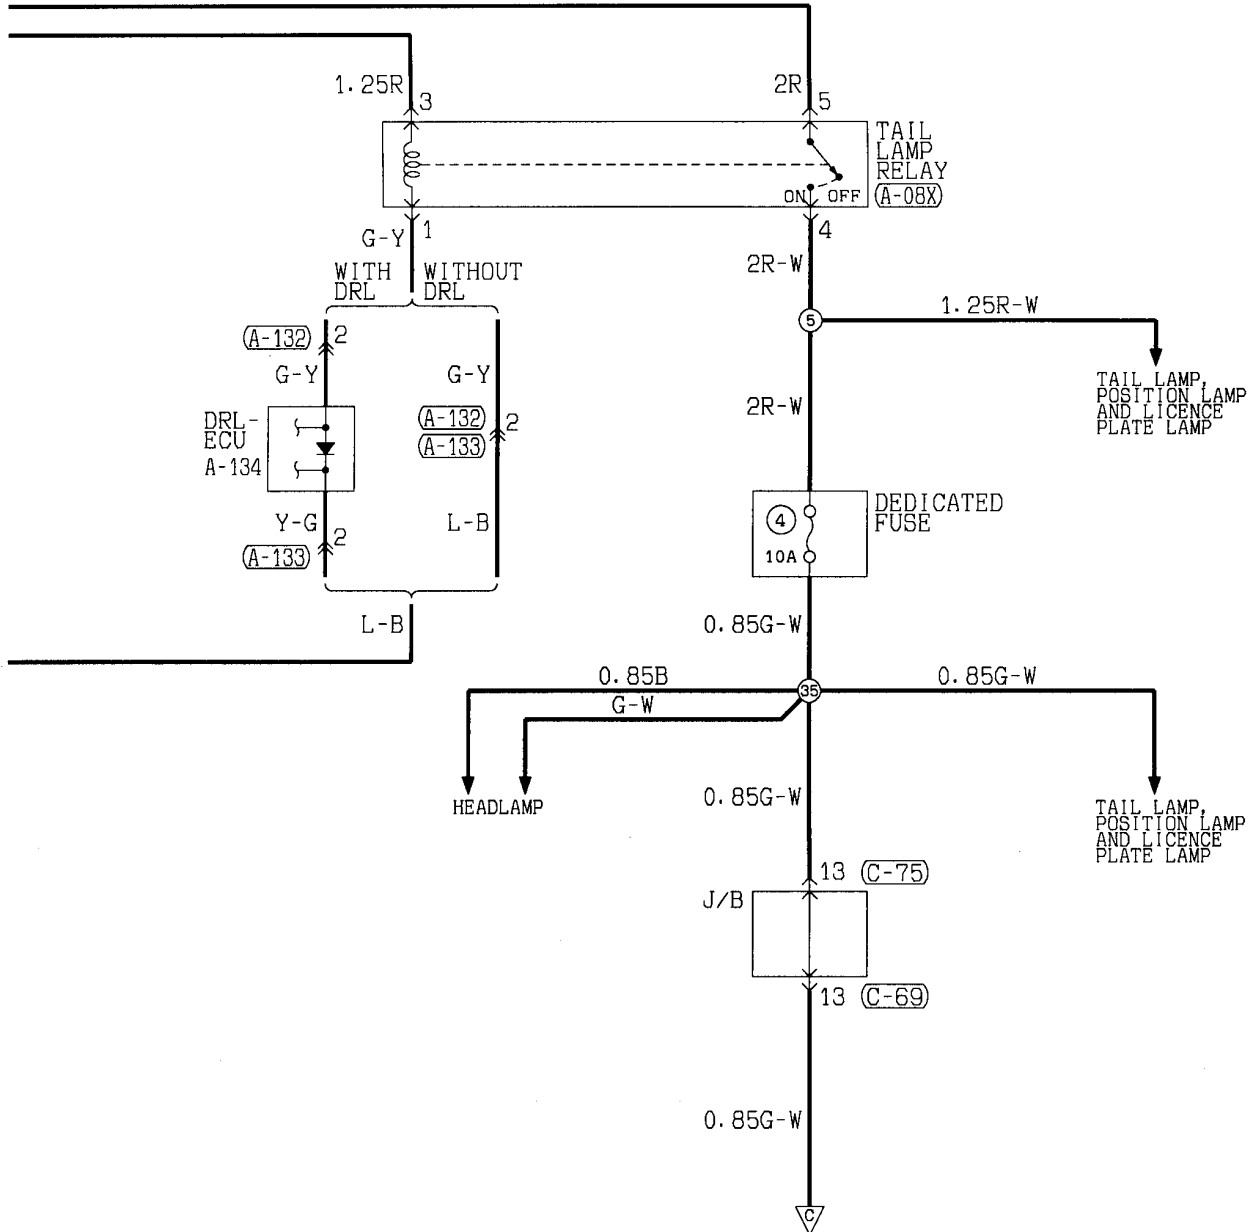 1.25R
3
2R
5
TAIL
LAMP
RELAY
(A-08X)
ON OFF
G-Y
1
4
2R-W
WITH
DRL
WITHOUT
DRL
5
1.25R-W
(A-132)
2
G-Y
G-Y
2R-W
TAIL LAMP,
POSITION LAMP
AND LICENCE
PLATE LAMP
DRL-
ECU
A-134
(A-132)
(A-133)
2
Y-G
2
(A-133)
L-B
4
10A
DEDICATED
FUSE
L-B
0.85G-W
0.85B
G-W
35
0.85G-W
HEADLAMP
0.85G-W
TAIL LAMP,
POSITION LAMP
AND LICENCE
PLATE LAMP
13 (C-75)
J/B
13 (C-69)
0.85G-W
C